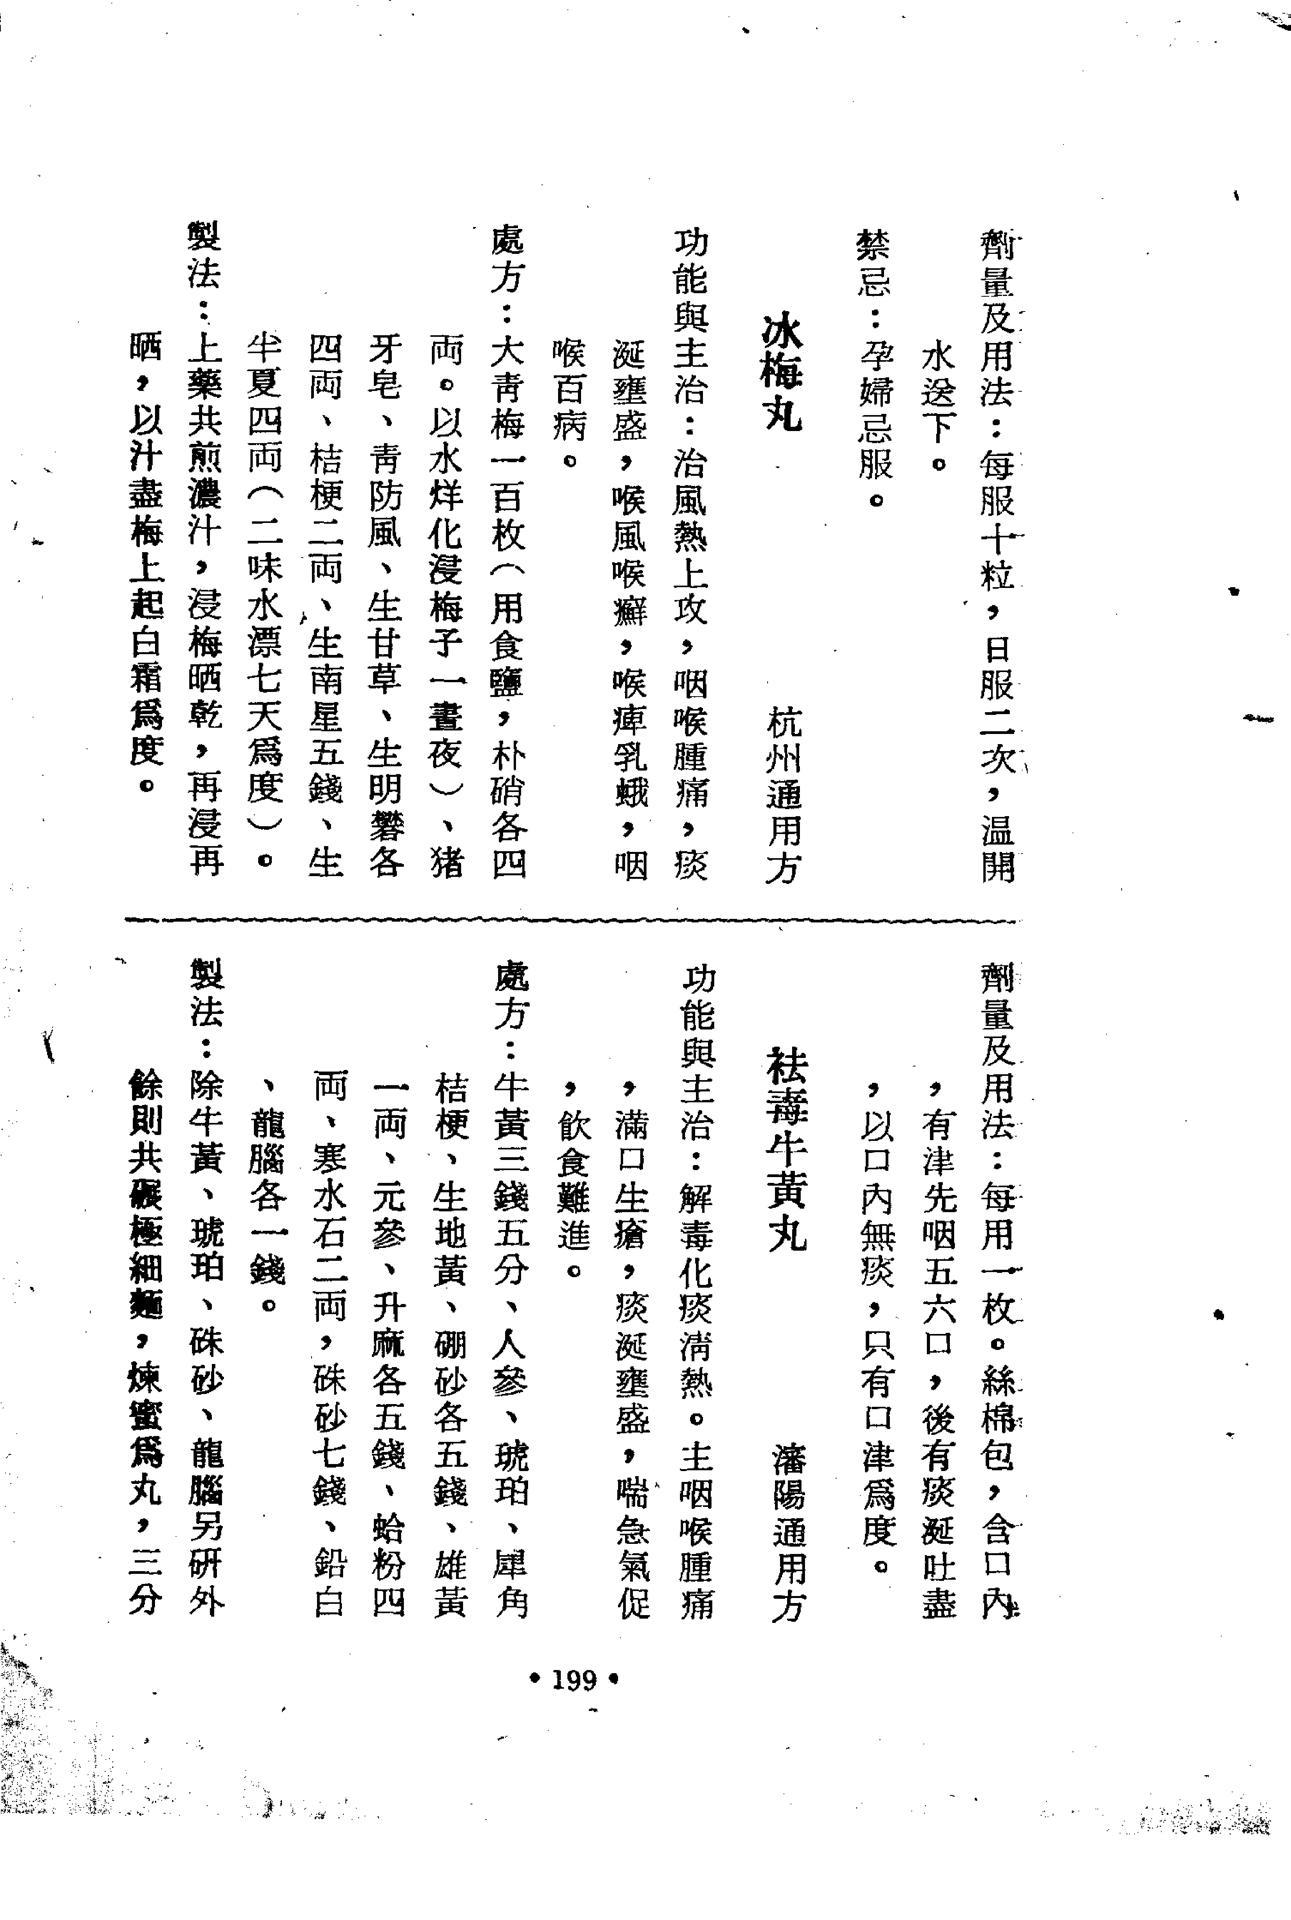 劑量及用法：每服十粒，日服二次，温開
水送下。
禁忌：孕婦忌服。
冰梅丸　杭州通用方
功能與主治：治風熱上攻，咽喉腫痛，痰
涎壅盛，喉風喉癬，喉痺乳蛾，咽
喉百病。
處方：大靑梅一百枚（用食鹽，朴硝各四
両。以水烊化浸梅子一晝夜）、猪
牙皂、靑防風、生甘草、生明礬各
四両、桔梗二両、生南星五錢、生
半夏四両（二味水漂七天爲度）。
製法：上藥共煎濃汁，浸梅晒乾，再浸再
晒，以汁盡梅上起白霜爲度。
劑量及用法：每用一枚。絲棉包，含口內
，有津先咽五六口，後有痰涎吐盡
，以口內無痰，只有口津爲度。
祛毒牛黃丸　瀋陽通用方
功能與主治：解毒化痰淸熱。主咽喉腫痛
，滿口生瘡，痰涎壅盛，喘急氣促
，飲食難進。
處方：牛黃三錢五分、人參、琥珀、犀角
桔梗、生地黃、硼砂各五錢、雄黃
一両、元參、升麻各五錢、蛤粉四
両、寒水石二両，硃砂七錢、鉛白
、龍腦各一錢。
製法：除牛黃、琥珀、硃砂、龍腦另硏外
餘則共碾極細麵，煉蜜爲丸，三分
•199•